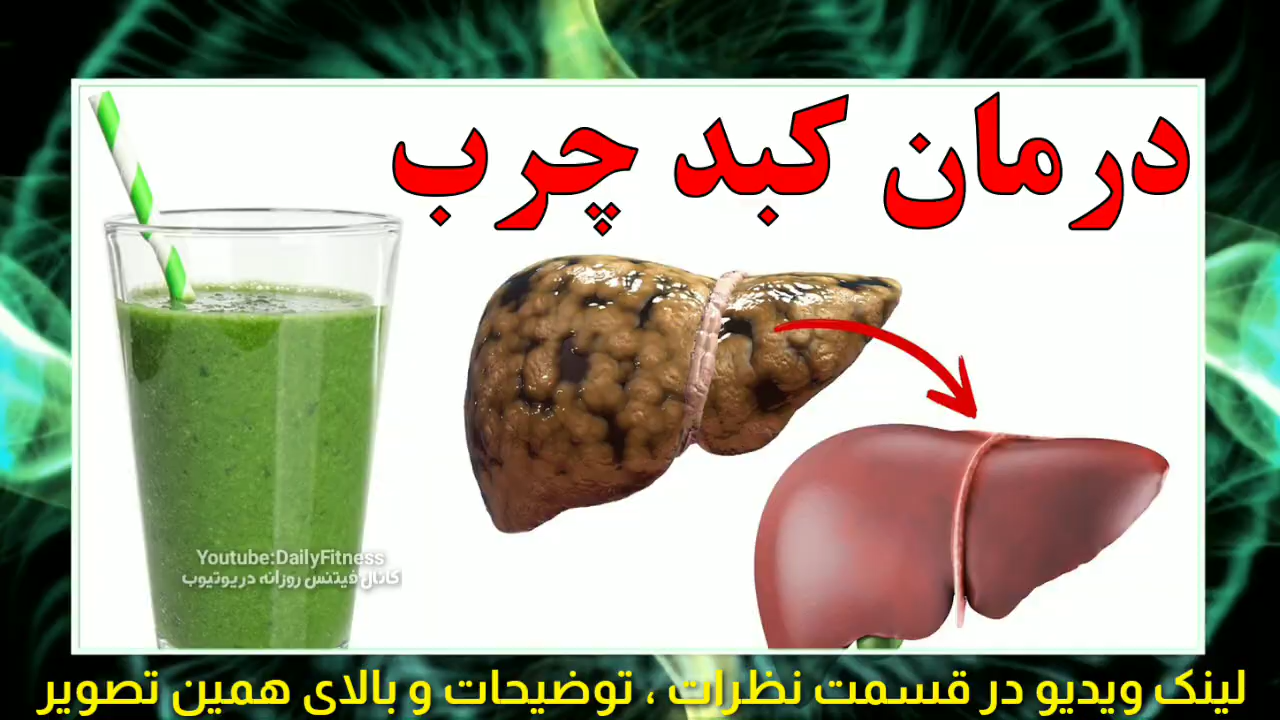 درمان کبد چرب
Youtube:DailyFitness
کانال فیتنس روزانه در یوتیوب
لینک ویدیو در قسمت نظرات ، توضیحات و بالای همین تصویر